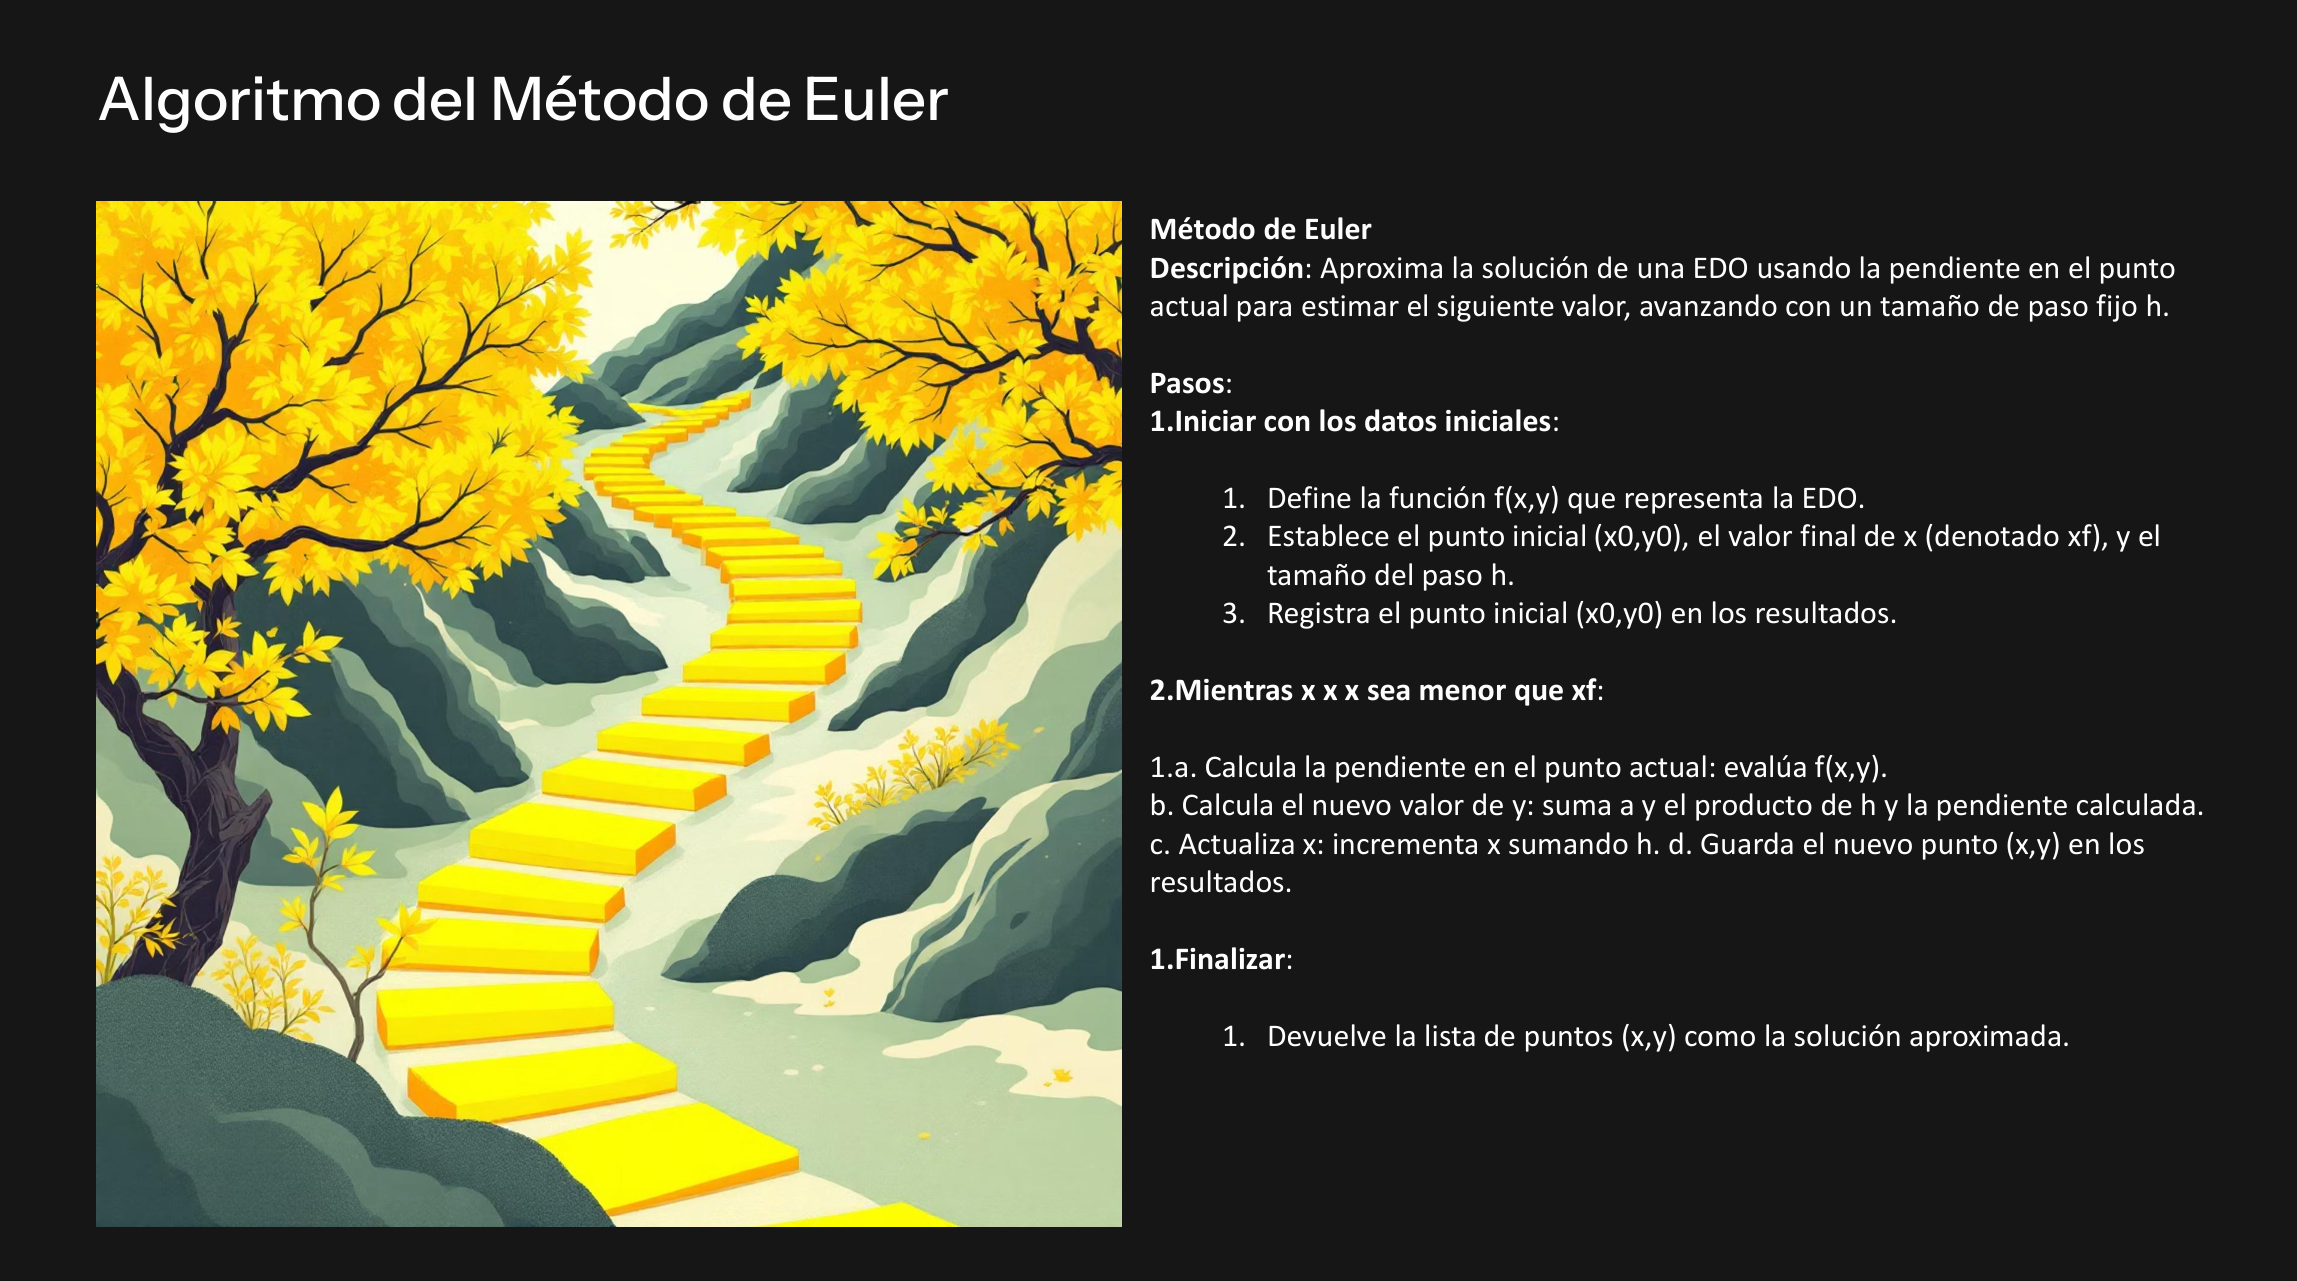 Algoritmo del Método de Euler
Método de Euler
Descripción: Aproxima la solución de una EDO usando la pendiente en el punto
actual para estimar el siguiente valor, avanzando con un tamaño de paso fijo h.
Pasos:
1.Iniciar con los datos iniciales:
1. Define la función f(x,y) que representa la EDO.
2. Establece el punto inicial (x0,y0), el valor final de x (denotado xf), y el
tamaño del paso h.
3. Registra el punto inicial (x0,y0) en los resultados.
2.Mientras x x x sea menor que xf:
1.a. Calcula la pendiente en el punto actual: evalúa f(x,y).
b. Calcula el nuevo valor de y: suma a y el producto de h y la pendiente calculada.
c. Actualiza x: incrementa x sumando h. d. Guarda el nuevo punto (x,y) en los
resultados.
1.Finalizar:
1. Devuelve la lista de puntos (x,y) como la solución aproximada.